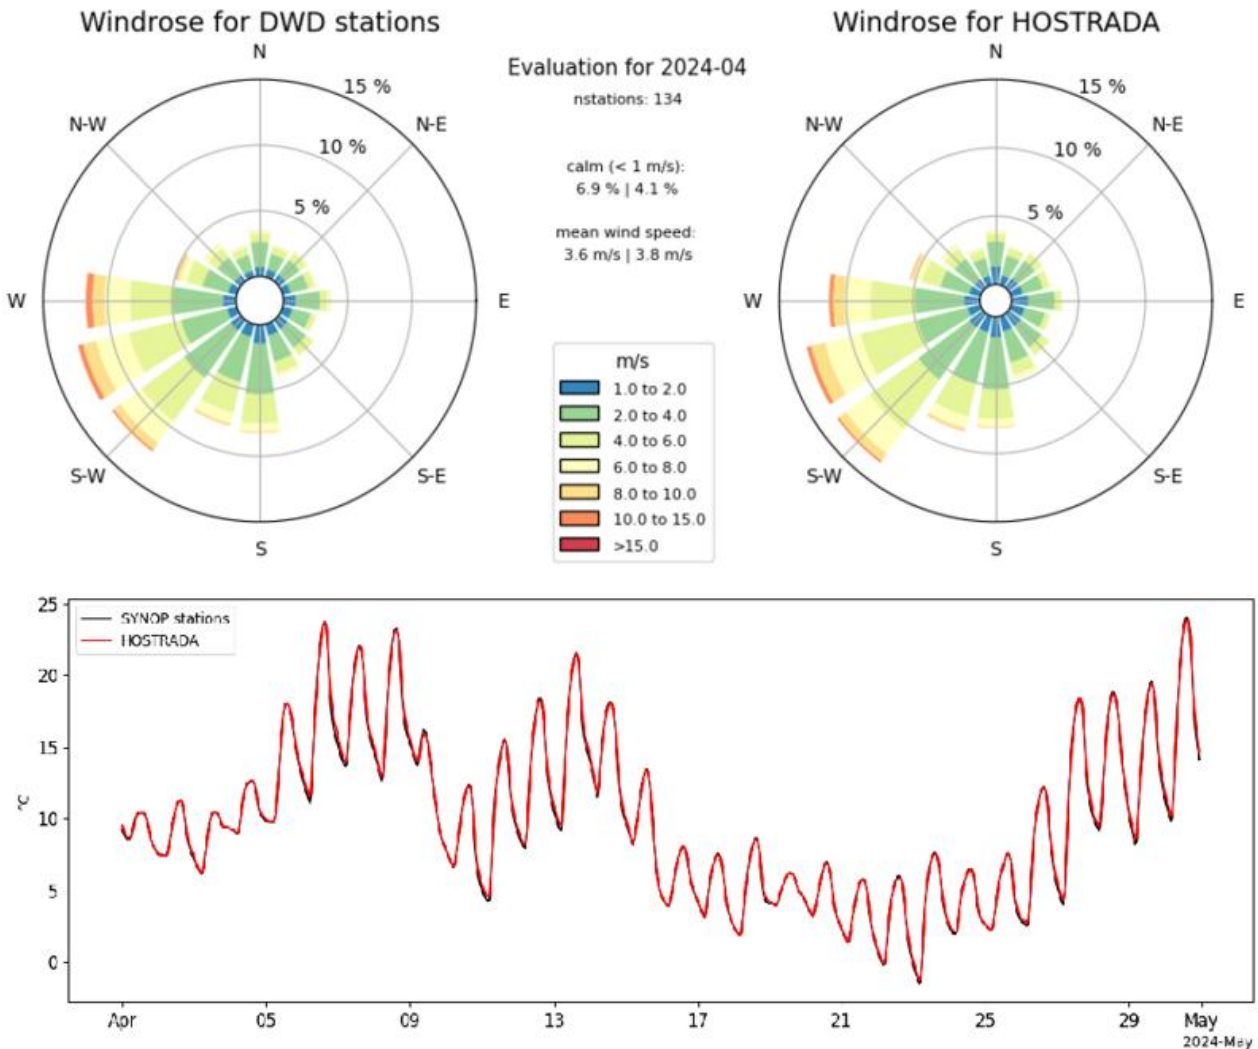 Windrose for DWD stations
N
15 %
N-W
N-E
10 %
5 %
W
E
S-W
S-E
S
Evaluation for 2024-04
nstations: 134
calm (< 1 m/s):
6.9 % | 4.1 %
mean wind speed:
3.6 m/s | 3.8 m/s
m/s
1.0 to 2.0
2.0 to 4.0
4.0 to 6.0
6.0 to 8.0
8.0 to 10.0
10.0 to 15.0
>15.0
Windrose for HOSTRADA
N
15 %
N-W
N-E
10 %
5 %
W
E
S-W
S-E
S
25
20
15
10
5
0
°C
SYNOP stations
HOSTRADA
Apr
05
09
13
17
21
25
29
May
2024-May